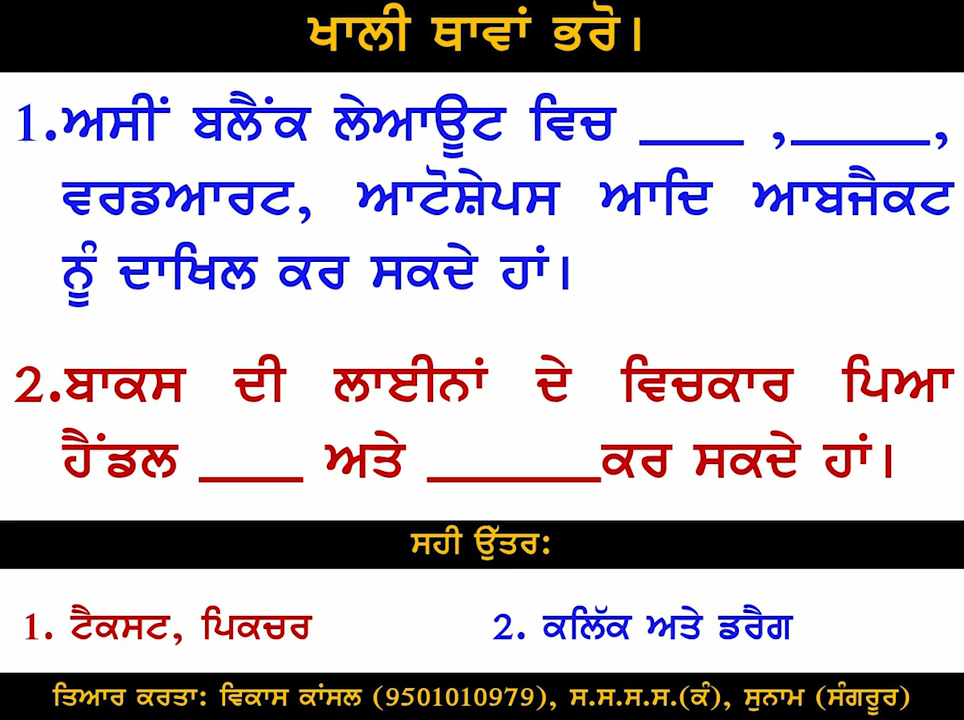 ਖਾਲੀ ਥਾਵਾਂ ਭਰੋ।
1.ਅਸੀਂ ਬਲੈਂਕ ਲੇਆਊਟ ਵਿਚ ____ ,_____,
ਵਰਡਆਰਟ, ਆਟੋਸ਼ੇਪਸ ਆਦਿ ਆਬਜੈਕਟ
ਨੂੰ ਦਾਖਿਲ ਕਰ ਸਕਦੇ ਹਾਂ।
2.ਬਾਕਸ ਦੀ ਲਾਈਨਾਂ ਦੇ ਵਿਚਕਾਰ ਪਿਆ
ਹੈਂਡਲ ____ ਅਤੇ ______ਕਰ ਸਕਦੇ ਹਾਂ।
ਸਹੀ ਉੱਤਰ:
1. ਟੈਕਸਟ, ਪਿਕਚਰ 2. ਕਲਿੱਕ ਅਤੇ ਡਰੈਗ
ਤਿਆਰ ਕਰਤਾ: ਵਿਕਾਸ ਕਾਂਸਲ (9501010979), ਸ.ਸ.ਸ.ਸ.(ਕੰ), ਸੁਨਾਮ (ਸੰਗਰੂਰ)